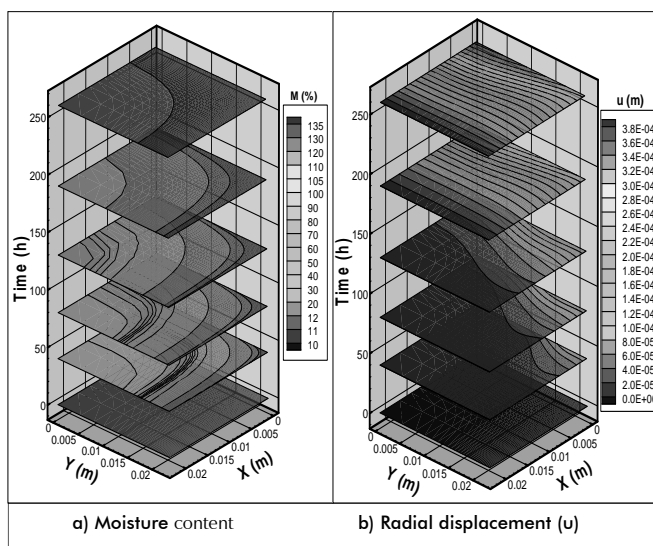 M (%)
135
130
120
110
105
100
90
80
70
60
50
40
30
20
12
11
10
250
200
150
100
50
0
Time (h)
0
0.005
0.01
0.015
0.02
Y (m)
0
0.005
0.01
0.015
0.02
X (m)
u (m)
3.8E-04
3.6E-04
3.4E-04
3.2E-04
3.0E-04
2.8E-04
2.6E-04
2.4E-04
2.2E-04
2.0E-04
1.8E-04
1.6E-04
1.4E-04
1.2E-04
1.0E-04
8.0E-05
6.0E-05
4.0E-05
2.0E-05
0.0E+00
250
200
150
100
50
0
Time (h)
0
0.005
0.01
0.015
0.02
Y (m)
0
0.005
0.01
0.015
0.02
X (m)
a) Moisture content
b) Radial displacement (u)